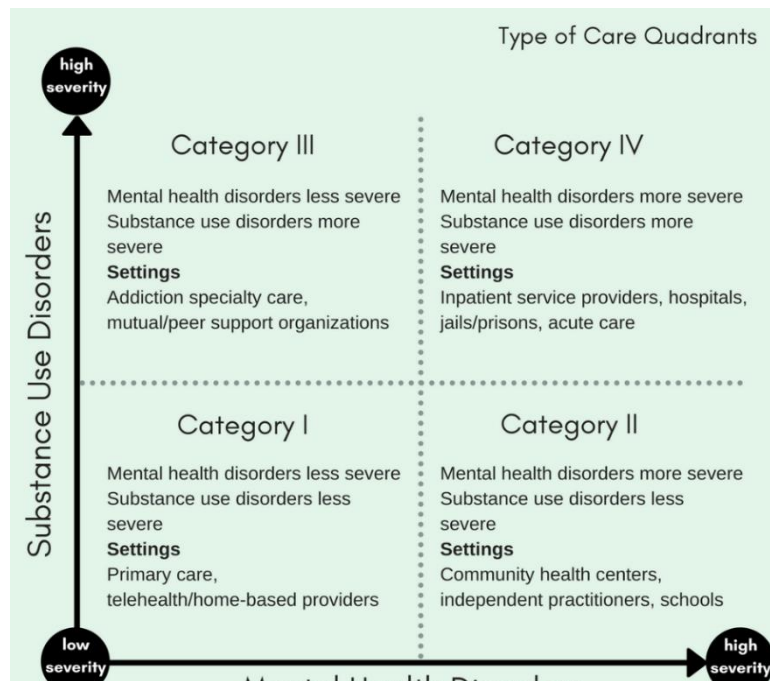 Type of Care Quadrants
high
severity
Category III
Mental health disorders less severe
Substance use disorders more
severe
Settings
Addiction specialty care,
mutual/peer support organizations
Category IV
Mental health disorders more severe
Substance use disorders more
severe
Settings
Inpatient service providers, hospitals,
jails/prisons, acute care
Substance Use Disorders
Category I
Mental health disorders less severe
Substance use disorders less
severe
Settings
Primary care,
telehealth/home-based providers
Category II
Mental health disorders more severe
Substance use disorders less
severe
Settings
Community health centers,
independent practitioners, schools
low
severity
high
severity
Mental Health